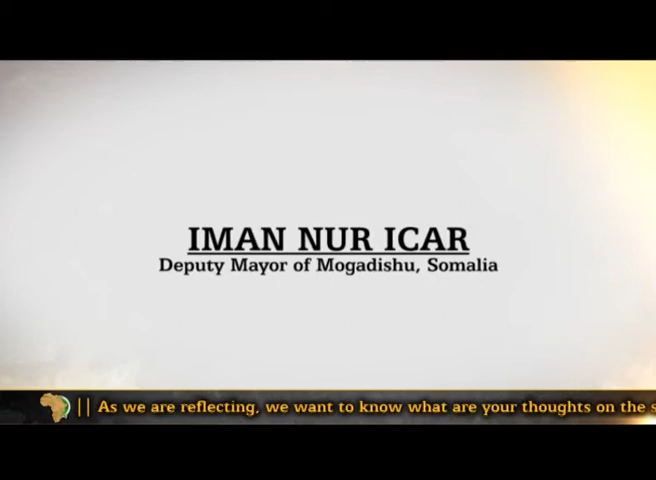 IMAN NUR ICAR
Deputy Mayor of Mogadishu, Somalia
|| As we are reflecting, we want to know what are your thoughts on the s